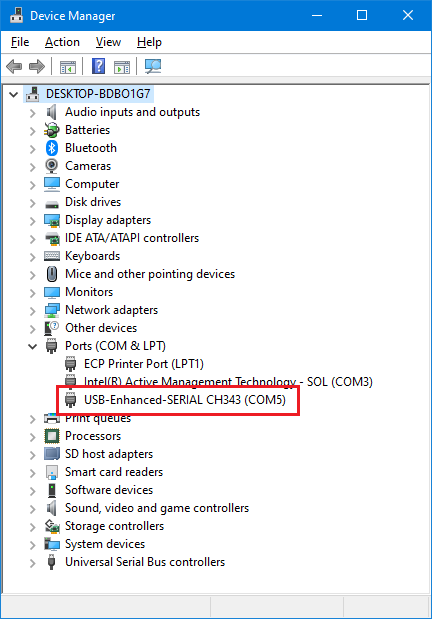 Device Manager
File Action View Help
DESKTOP-BDBO1G7
Audio inputs and outputs
Batteries
Bluetooth
Cameras
Computer
Disk drives
Display adapters
IDE ATA/ATAPI controllers
Keyboards
Mice and other pointing devices
Monitors
Network adapters
Other devices
Ports (COM & LPT)
ECP Printer Port (LPT1)
Intel(R) Active Management Technology - SOL (COM3)
USB-Enhanced-SERIAL CH343 (COM5)
Print queues
Processors
SD host adapters
Smart card readers
Software devices
Sound, video and game controllers
Storage controllers
System devices
Universal Serial Bus controllers